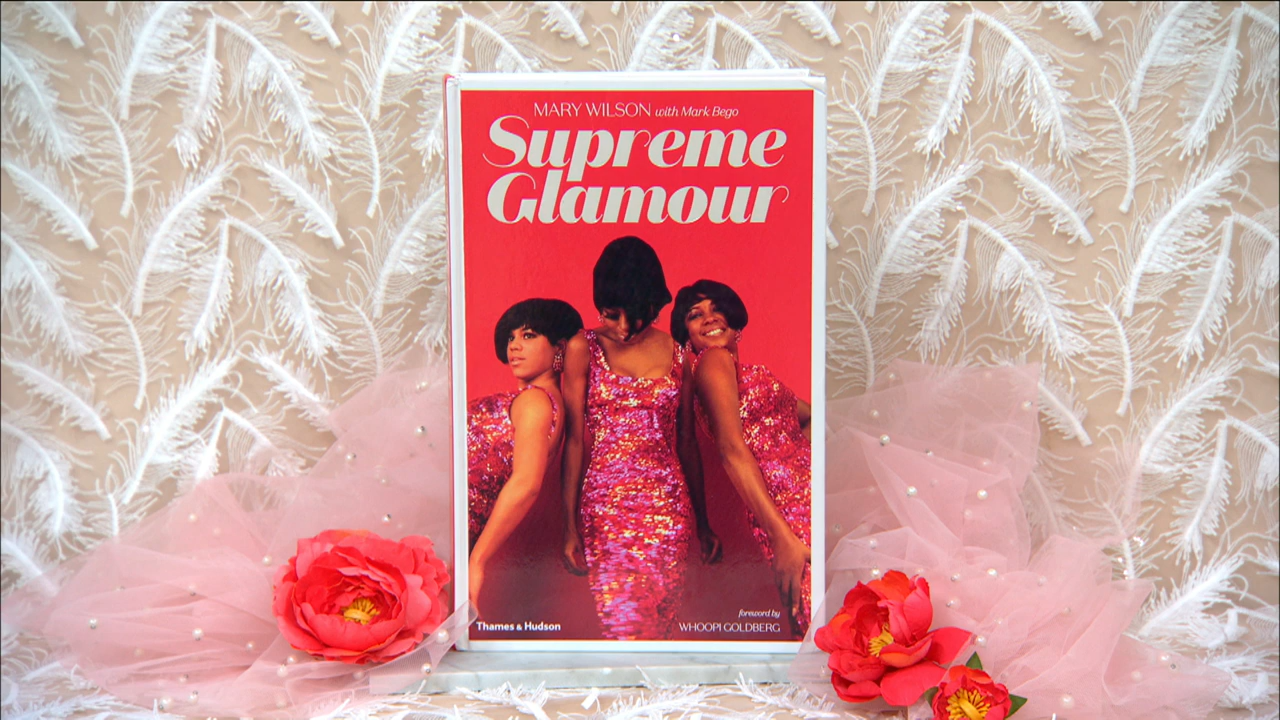 MARY WILSON with Mark Bego
Supreme
Glamour
Thames & Hudson
foreword by
WHOOPI GOLDBERG